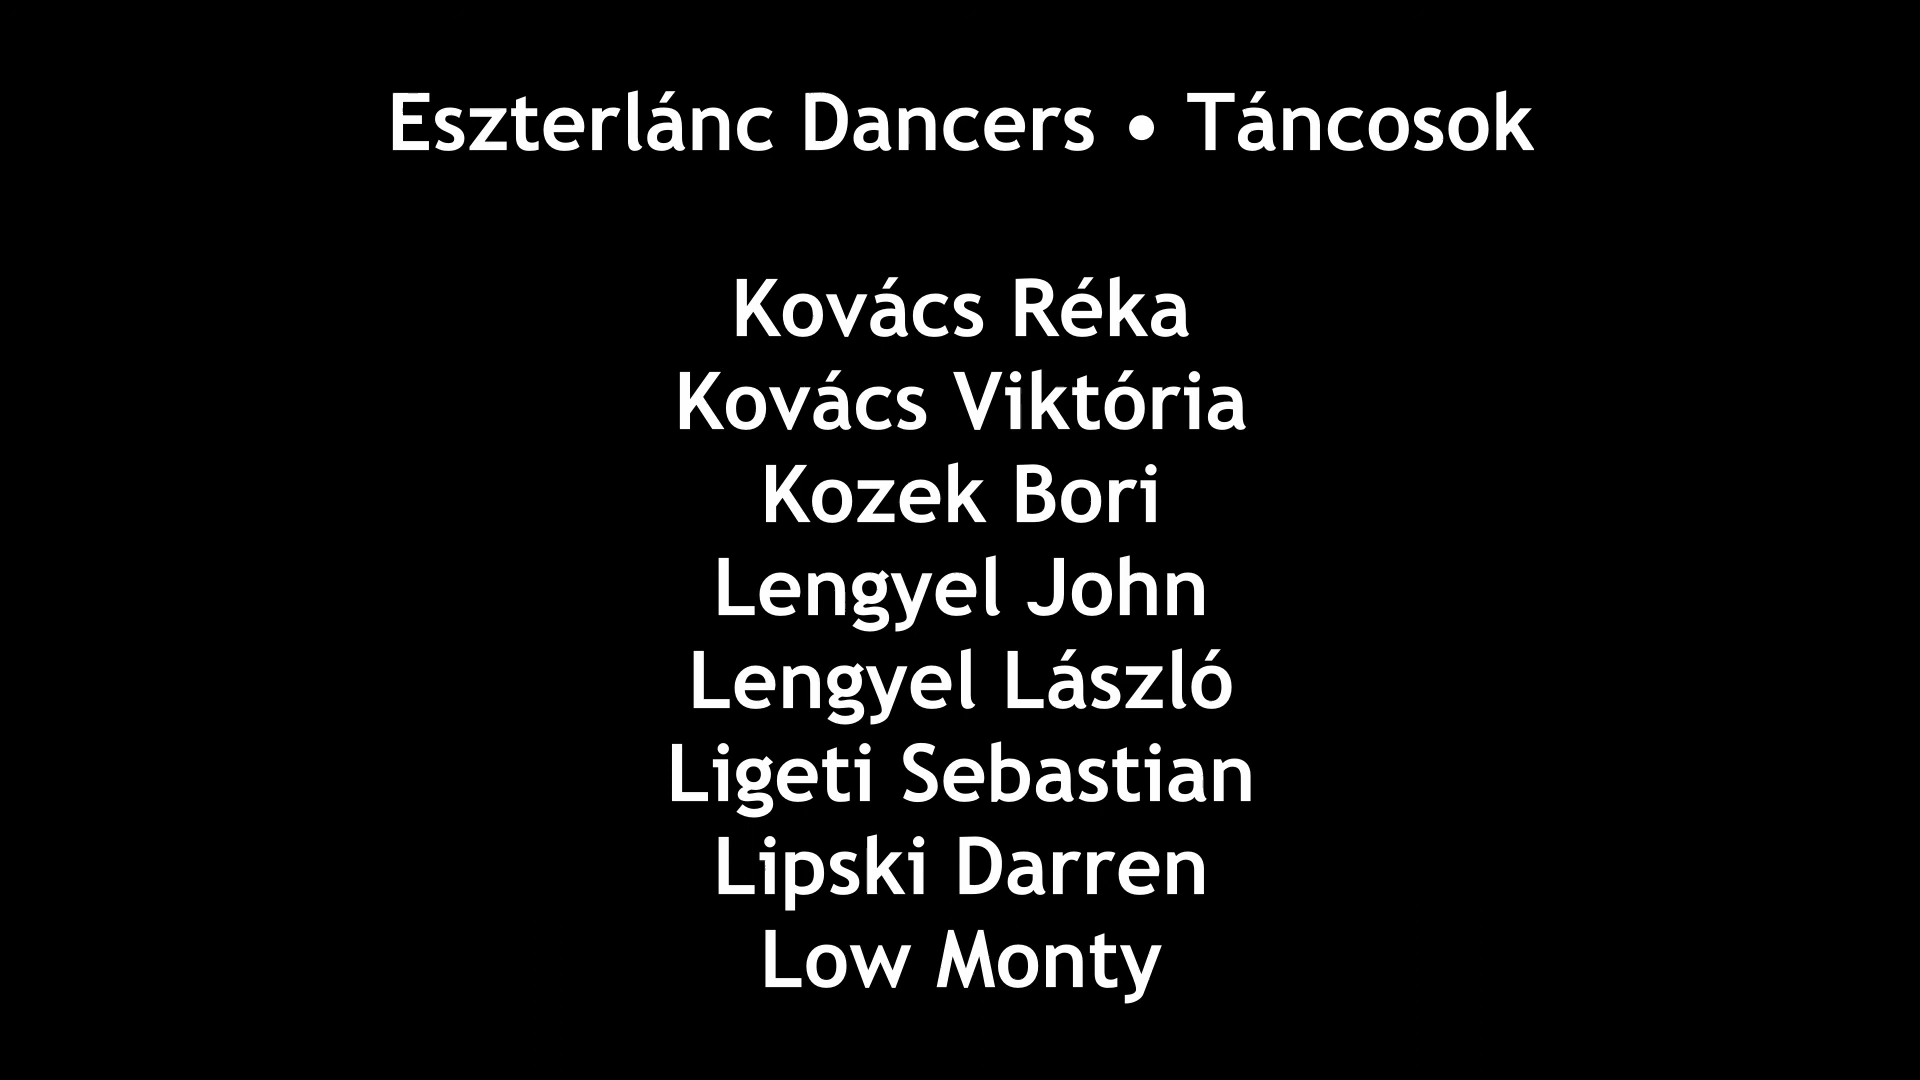 Eszterlánc Dancers • Táncosok
Kovács Réka
Kovács Viktória
Kozek Bori
Lengyel John
Lengyel László
Ligeti Sebastian
Lipski Darren
Low Monty